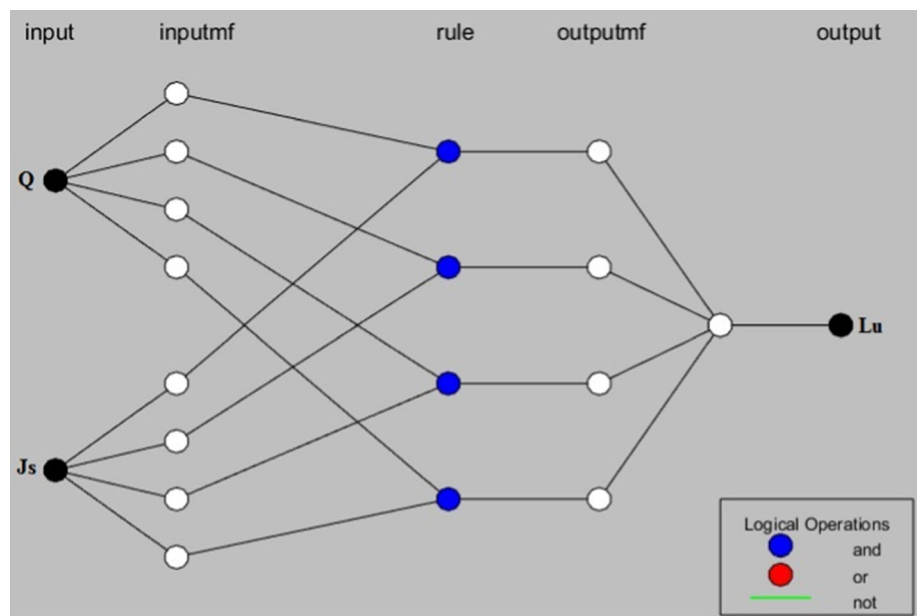 input inputmf rule outputmf output
Q
Lu
Js
Logical Operations
and
or
not